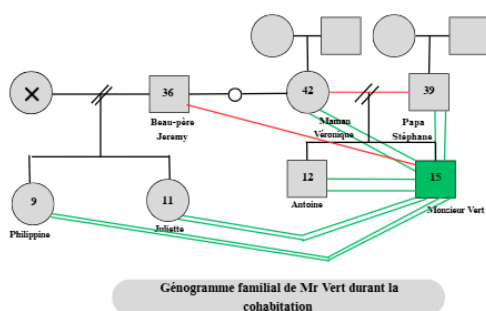 36
42
39
Beau-père
Jeremy
Maman
Véronique
Papa
Stéphane
9
11
12
15
Philippine
Juliette
Antoine
Monsieur Vert
Génogramme familial de Mr Vert durant la
cohabitation